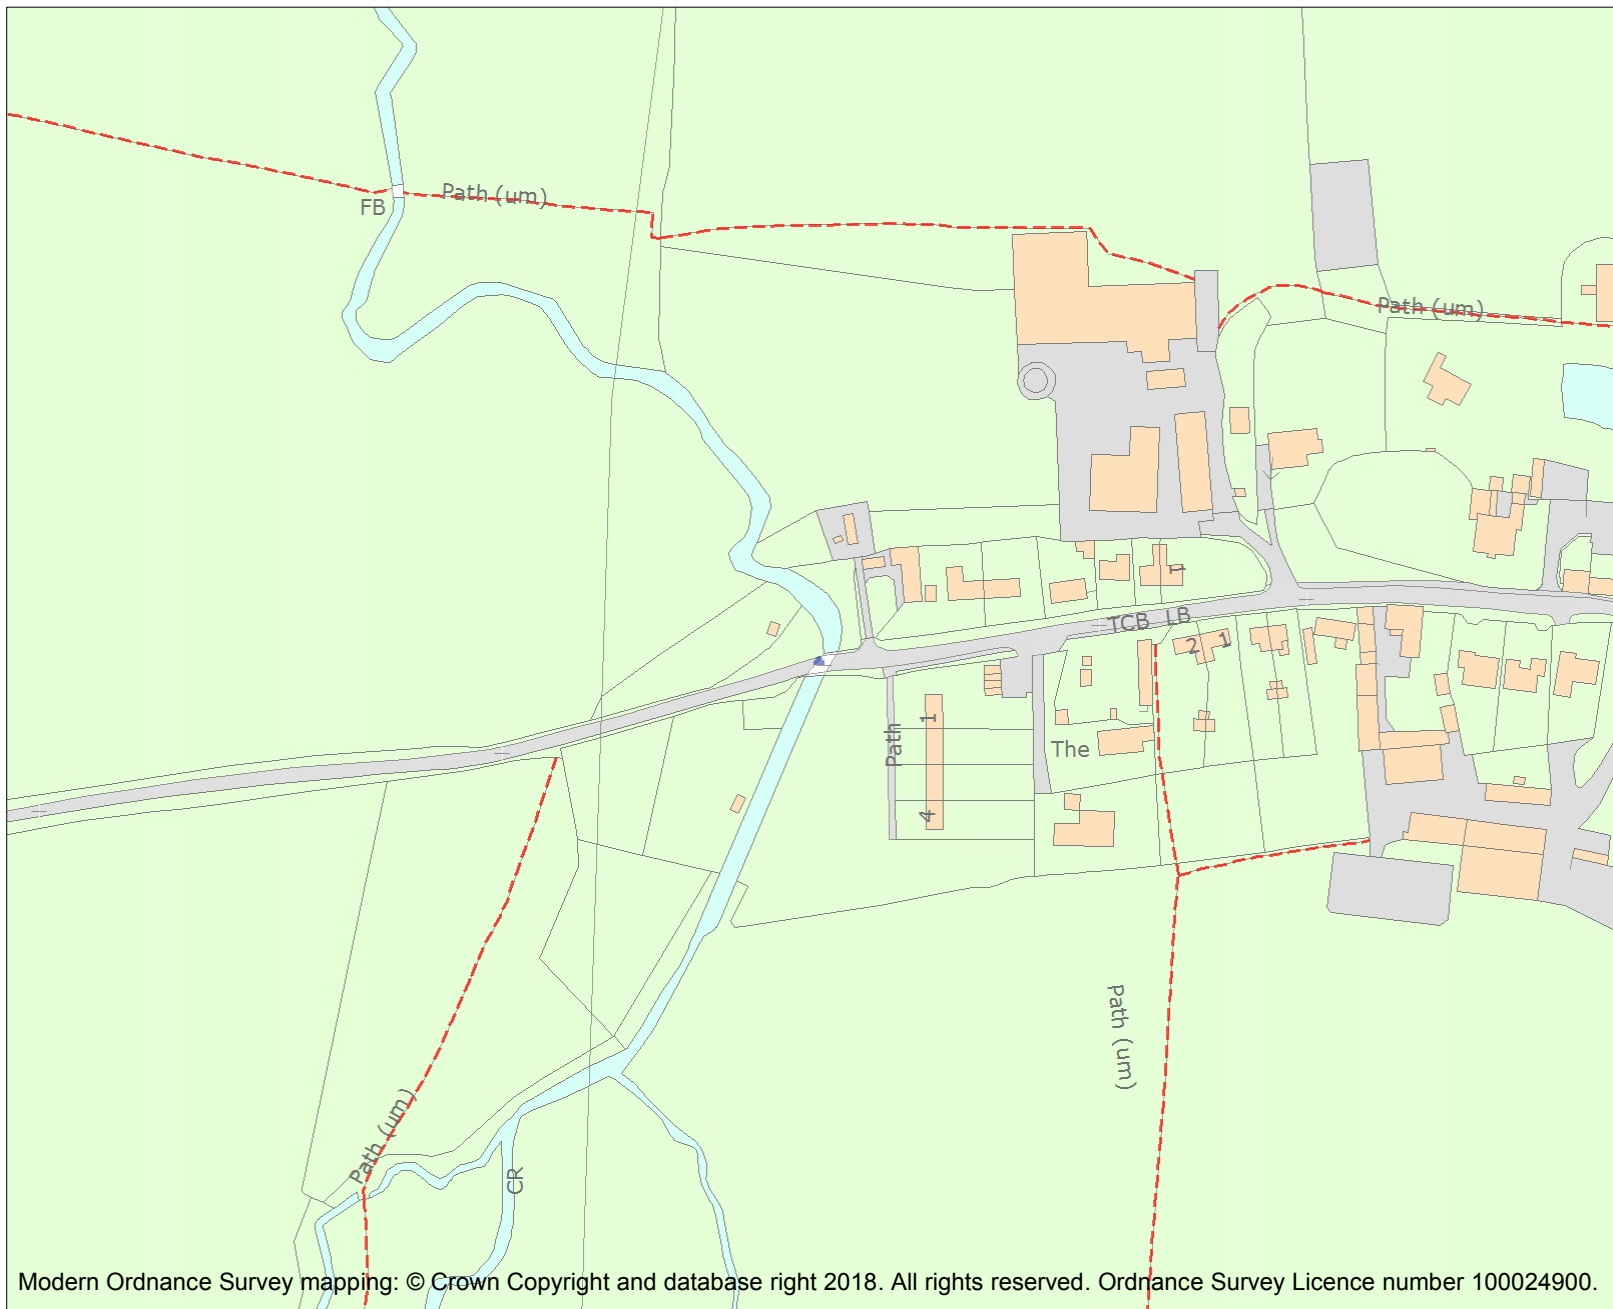 FB
Path (um)
Path (um)
1
TCB LB
2 1
Path
1
The
4
Path (um)
Path (um)
CR
Modern Ordnance Survey mapping: © Crown Copyright and database right 2018. All rights reserved. Ordnance Survey Licence number 100024900.